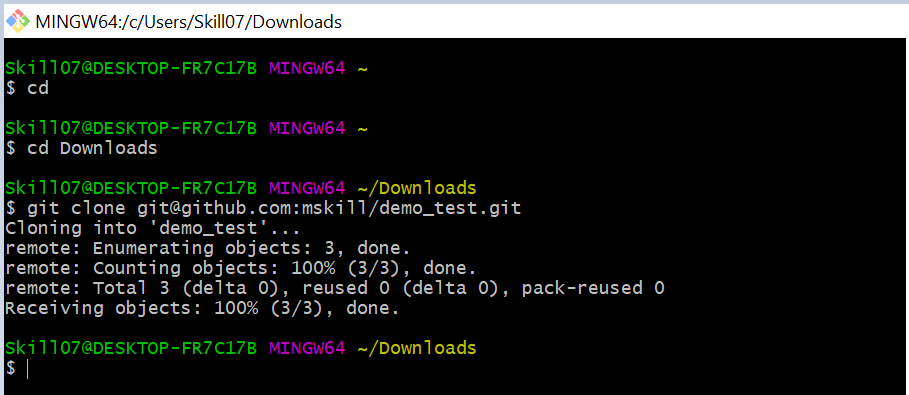 MINGW64:/c/Users/Skill07/Downloads
Skill07@DESKTOP-FR7C17B MINGW64 ~
$ cd
Skill07@DESKTOP-FR7C17B MINGW64 ~
$ cd Downloads
Skill07@DESKTOP-FR7C17B MINGW64 ~/Downloads
$ git clone git@github.com:mskill/demo_test.git
Cloning into 'demo_test'...
remote: Enumerating objects: 3, done.
remote: Counting objects: 100% (3/3), done.
remote: Total 3 (delta 0), reused 0 (delta 0), pack-reused 0
Receiving objects: 100% (3/3), done.
Skill07@DESKTOP-FR7C17B MINGW64 ~/Downloads
$